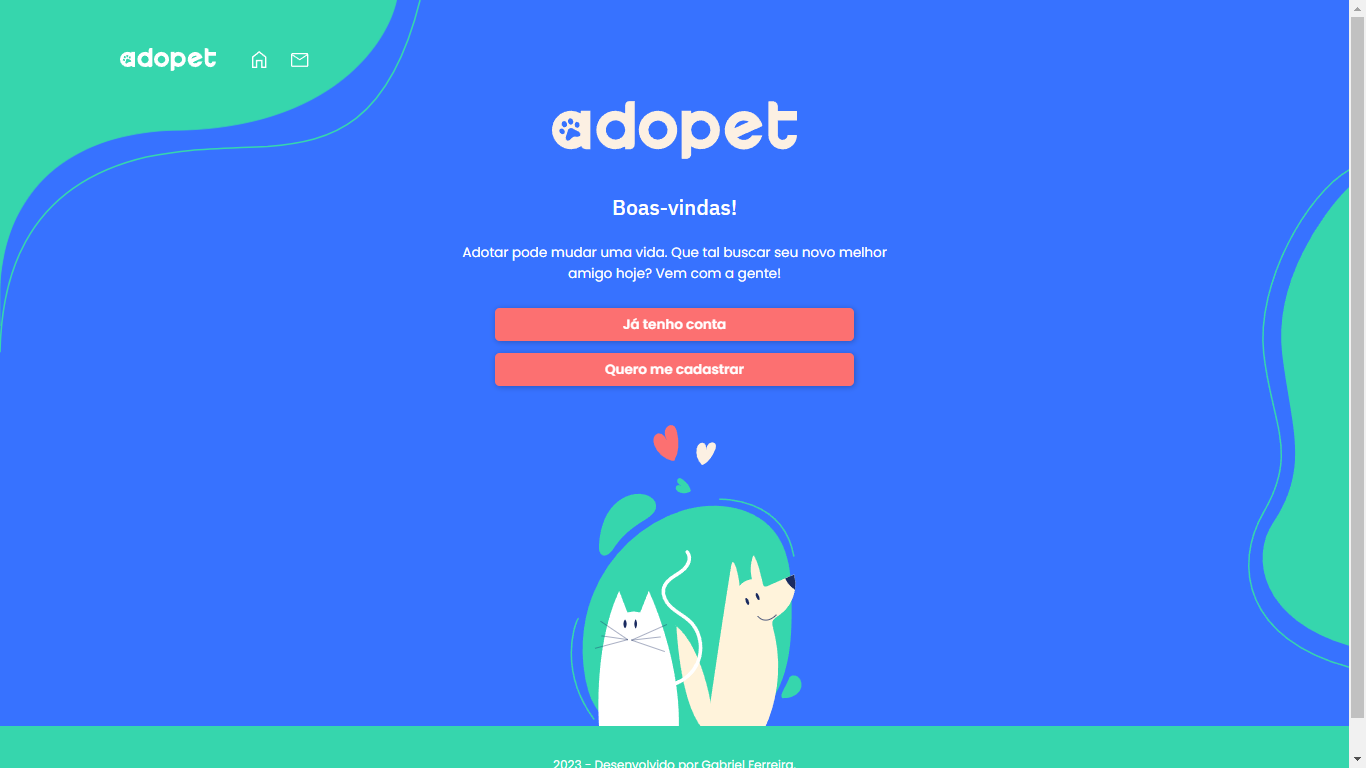 adopet
adopet
Boas-vindas!
Adotar pode mudar uma vida. Que tal buscar seu novo melhor
amigo hoje? Vem com a gente!
Já tenho conta
Quero me cadastrar
2023 - Desenvolvido por Gabriel Ferreira.